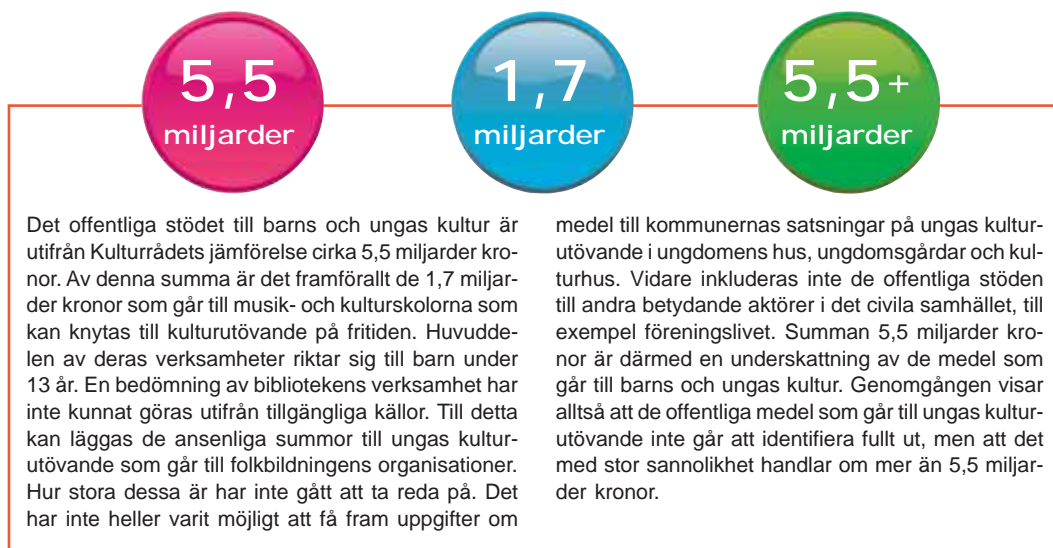 5,5
miljarder
1,7
miljarder
5,5+
miljarder
Det offentliga stödet till barns och ungas kultur är
utifrån Kulturrådets jämförelse cirka 5,5 miljarder kro-
nor. Av denna summa är det framförallt de 1,7 miljar-
der kronor som går till musik- och kulturskolorna som
kan knytas till kulturutövande på fritiden. Huvudde-
len av deras verksamheter riktar sig till barn under
13 år. En bedömning av bibliotekens verksamhet har
inte kunnat göras utifrån tillgängliga källor. Till detta
kan läggas de ansenliga summor till ungas kultur-
utövande som går till folkbildningens organisationer.
Hur stora dessa är har inte gått att ta reda på. Det
har inte heller varit möjligt att få fram uppgifter om
medel till kommunernas satsningar på ungas kultur-
utövande i ungdomens hus, ungdomsgårdar och kul-
turhus. Vidare inkluderas inte de offentliga stöden
till andra betydande aktörer i det civila samhället, till
exempel föreningslivet. Summan 5,5 miljarder kro-
nor är därmed en underskattning av de medel som
går till barns och ungas kultur. Genomgången visar
alltså att de offentliga medel som går till ungas kultur-
utövande inte går att identifiera fullt ut, men att det
med stor sannolikhet handlar om mer än 5,5 miljar-
der kronor.